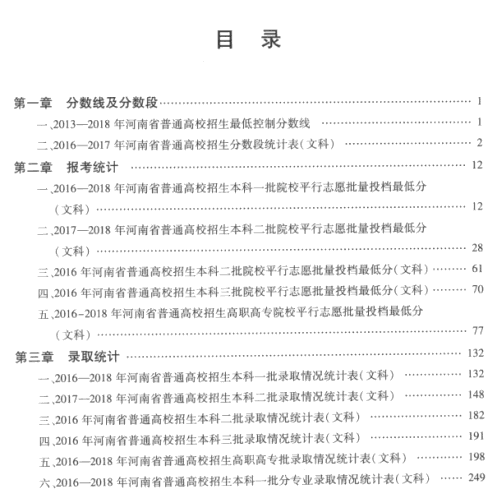 目 录
第一章 分数线及分数段……………………………………………… 1
一、2013—2018 年河南省普通高校招生最低控制分数线 ……………………… 1
二、2016—2017 年河南省普通高校招生分数段统计表(文科) ………………… 2
第二章 报考统计 ……………………………………………………… 12
一、2016—2018 年河南省普通高校招生本科一批院校平行志愿批量投档最低分
(文科)……………………………………………………………… 12
二、2017—2018 年河南省普通高校招生本科二批院校平行志愿批量投档最低分
(文科)……………………………………………………………… 28
三、2016 年河南省普通高校招生本科二批院校平行志愿批量投档最低分(文科)…… 61
四、2016 年河南省普通高校招生本科三批院校平行志愿批量投档最低分(文科)…… 70
五、2016-2018 年河南省普通高校招生高职高专院校平行志愿批量投档最低分
(文科)……………………………………………………………… 77
第三章 录取统计……………………………………………………… 132
一、2016—2018 年河南省普通高校招生本科一批录取情况统计表(文科) ……… 132
二、2017—2018 年河南省普通高校招生本科二批录取情况统计表(文科) ……… 148
三、2016 年河南省普通高校招生本科二批录取情况统计表(文科) …………… 182
四、2016 年河南省普通高校招生本科三批录取情况统计表(文科) …………… 191
五、2016—2018 年河南省普通高校招生高职高专批录取情况统计表(文科) …… 198
六、2016—2018 年河南省普通高校招生本科一批分专业录取情况统计表(文科) … 249